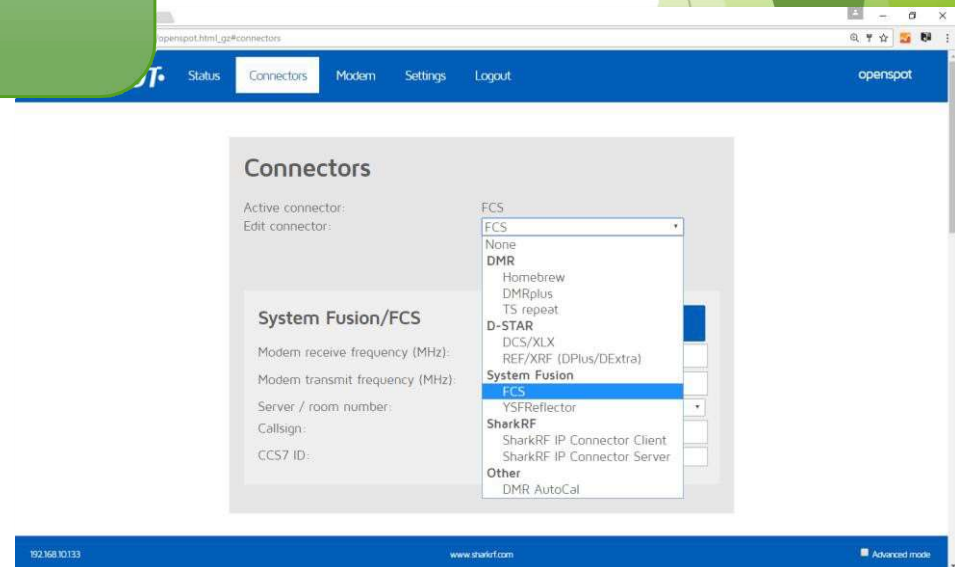 openspot.html_gz#connectors
Status Connectors Modem Settings Logout openspot
Connectors
Active connector: FCS
Edit connector: FCS
None
DMR
Homebrew
DMRplus
TS repeat
D-STAR
DCS/XLX
REF/XRF (DPlus/DExtra)
System Fusion
FCS
YSFReflector
SharkRF
SharkRF IP Connector Client
SharkRF IP Connector Server
Other
DMR AutoCal
System Fusion/FCS
Modem receive frequency (MHz):
Modem transmit frequency (MHz):
Server / room number:
Callsign:
CCS7 ID:
192.168.10.133 www.sharkrf.com Advanced mode